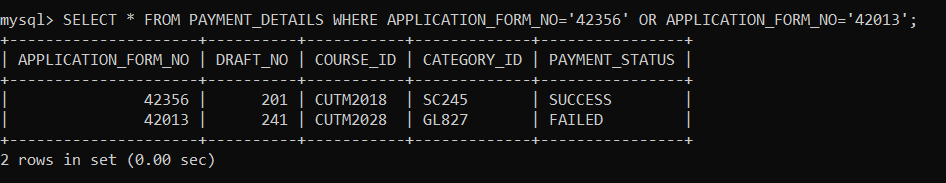 mysql> SELECT * FROM PAYMENT_DETAILS WHERE APPLICATION_FORM_NO='42356' OR APPLICATION_FORM_NO='42013';
+---------------------+----------+-----------+-------------+----------------+
| APPLICATION_FORM_NO | DRAFT_NO | COURSE_ID | CATEGORY_ID | PAYMENT_STATUS |
+---------------------+----------+-----------+-------------+----------------+
|               42356 |      201 | CUTM2018  | SC245       | SUCCESS        |
|               42013 |      241 | CUTM2028  | GL827       | FAILED         |
+---------------------+----------+-----------+-------------+----------------+
2 rows in set (0.00 sec)